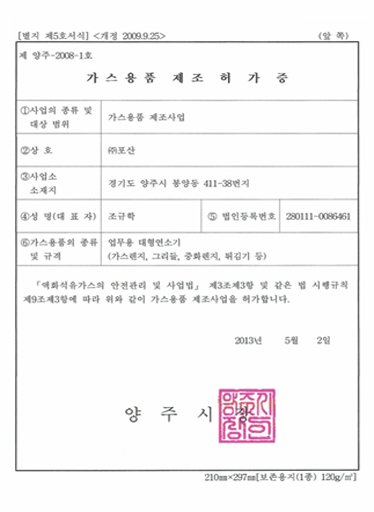 [별지 제5호서식] <개정 2009.9.25> (앞 쪽)
제 양주-2008-1호
가스용품 제조허가증
①사업의 종류 및 대상 범위 가스용품 제조사업
②상 호 ㈜포산
③사업소 소재지 경기도 양주시 봉양동 411-38번지
④성 명(대 표 자) 조규학 ⑤ 법인등록번호 280111-0086461
⑥가스용품의 종류 및 규격 업무용 대형연소기
(가스렌지, 그리들, 중화렌지, 튀김기 등)
「액화석유가스의 안전관리 및 사업법」 제3조제3항 및 같은 법 시행규칙
제9조제3항에 따라 위와 같이 가스용품 제조사업을 허가합니다.
2013년 5월 2일
양 주 시 장
210㎜×297㎜[보존용지(1종) 120g/㎡]